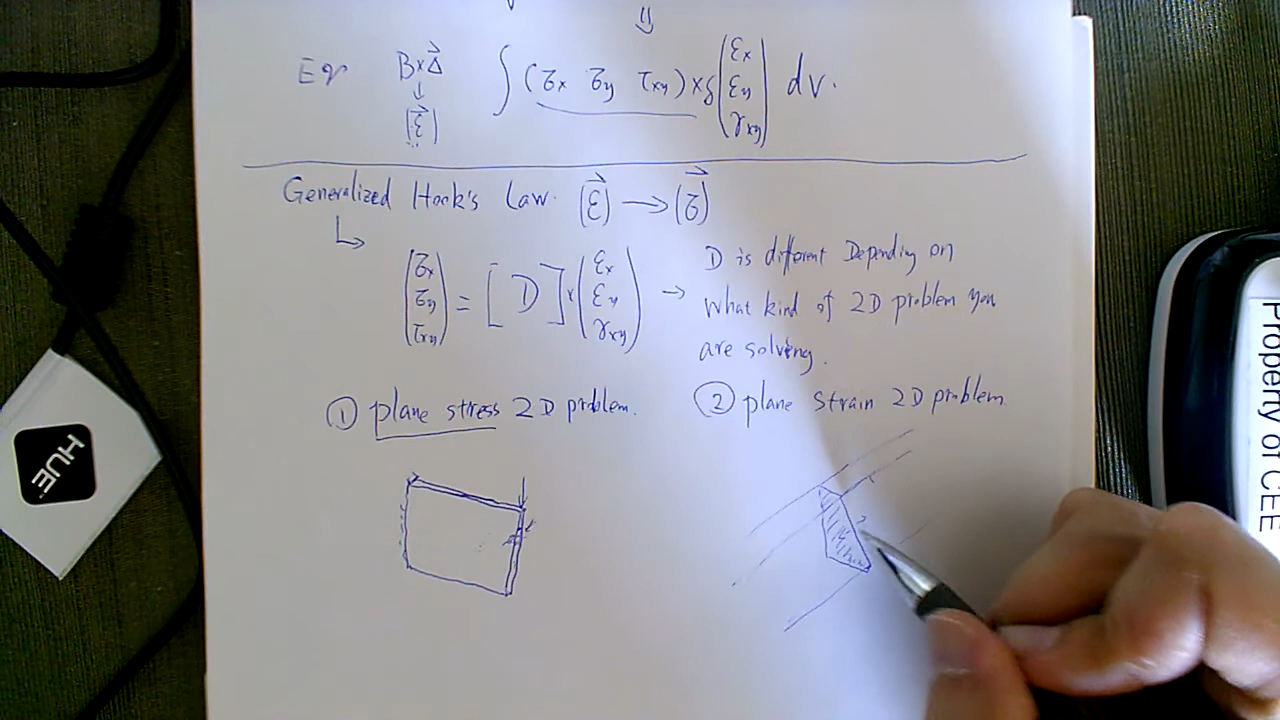 Eqn B×Δ⃗ ∫ (σx σy τxy) × δ (εx εy γxy) dv.
↓
(ε⃗)
Generalized Hook's Law. (ε⃗) → (σ⃗)
(σx σy τxy) = [D] × (εx εy γxy) → D is different Depending on
what kind of 2D problem you
are solving.
① plane stress 2D problem. ② plane strain 2D problem.
HUE
Property of CEE